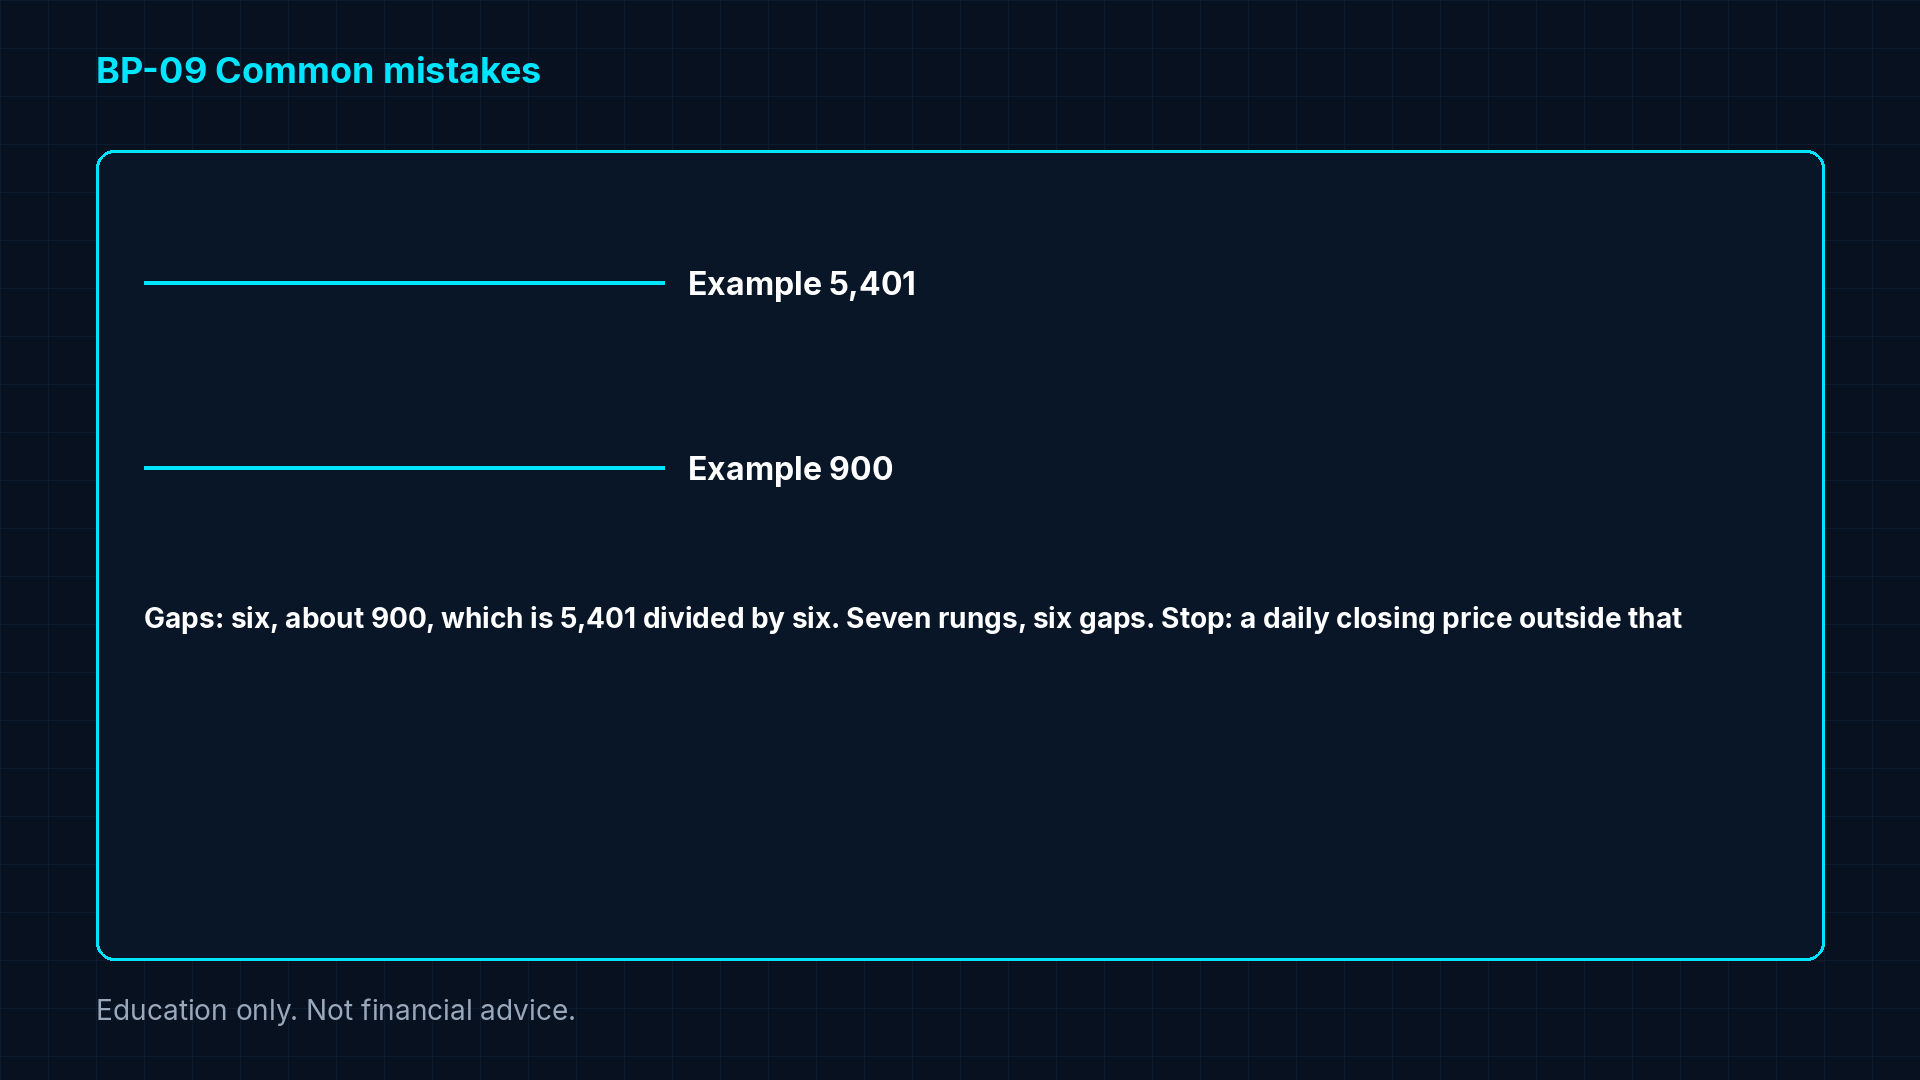 BP-09 Common mistakes
Example 5,401
Example 900
Gaps: six, about 900, which is 5,401 divided by six. Seven rungs, six gaps. Stop: a daily closing price outside that
Education only. Not financial advice.